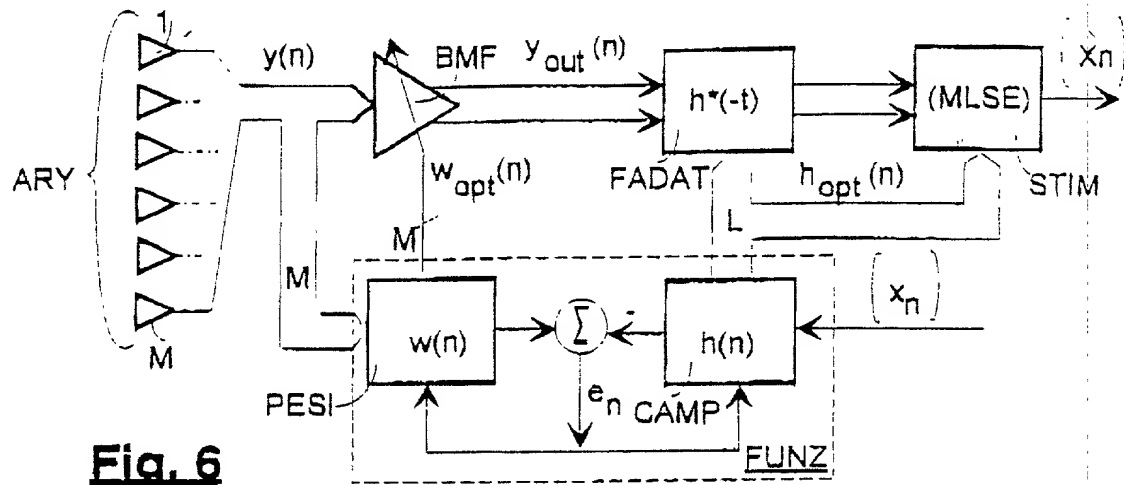 1
y(n)
BMF
y_out(n)
h*(-t)
(MLSE)
(x_n)
ARY
w_opt(n)
FADAT
h_opt(n)
STIM
M
L
M
(x_n)
w(n)
Σ
-
h(n)
M
PESI
e_n
CAMP
FUNZ
Fig. 6